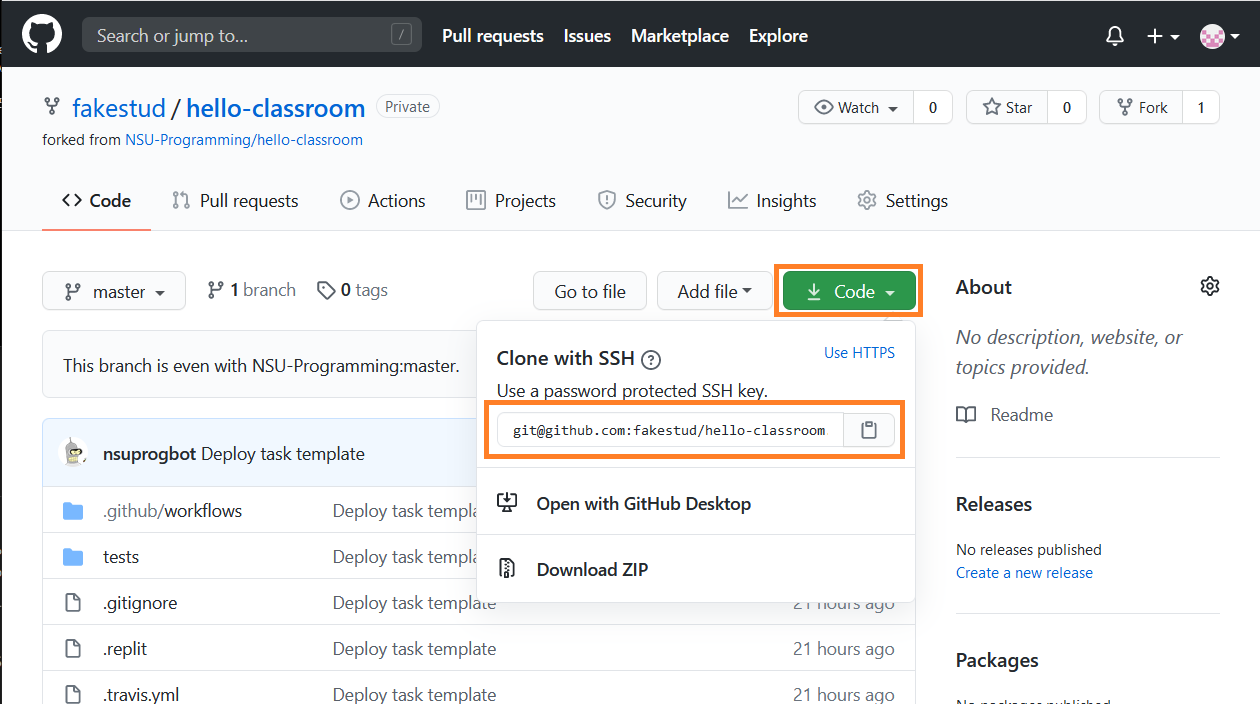 Search or jump to... /
Pull requests Issues Marketplace Explore
fakestud / hello-classroom Private
Watch 0 Star 0 Fork 1
forked from NSU-Programming/hello-classroom
Code Pull requests Actions Projects Security Insights Settings
master 1 branch 0 tags Go to file Add file Code
About
No description, website, or
topics provided.
Readme
This branch is even with NSU-Programming:master.
Clone with SSH ? Use HTTPS
Use a password protected SSH key.
git@github.com:fakestud/hello-classroom
Open with GitHub Desktop
Download ZIP
nsuprogbot Deploy task template
.github/workflows Deploy task templa
tests Deploy task templa
.gitignore Deploy task template 21 hours ago
.replit Deploy task template 21 hours ago
.travis.yml Deploy task template 21 hours ago
Releases
No releases published
Create a new release
Packages
No packages published